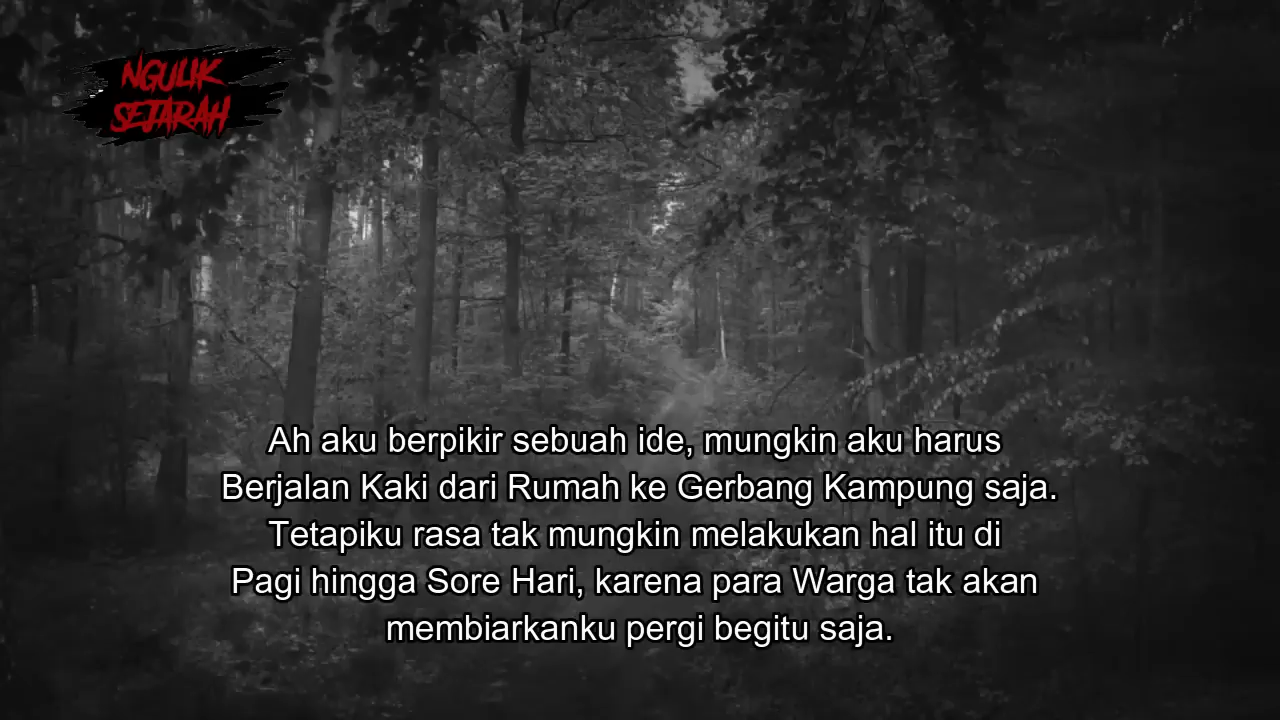 NGULIK
SEJARAH
Ah aku berpikir sebuah ide, mungkin aku harus
Berjalan Kaki dari Rumah ke Gerbang Kampung saja.
Tetapiku rasa tak mungkin melakukan hal itu di
Pagi hingga Sore Hari, karena para Warga tak akan
membiarkanku pergi begitu saja.